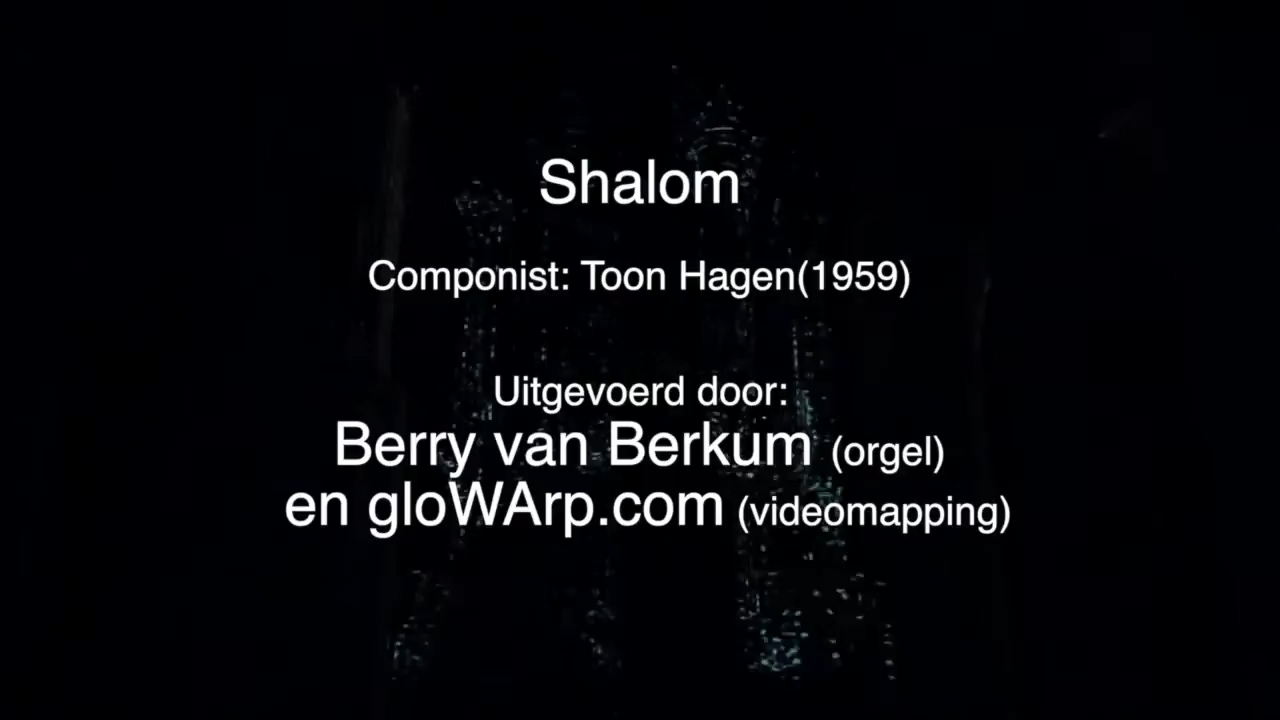 Shalom
Componist: Toon Hagen(1959)
Uitgevoerd door:
Berry van Berkum (orgel)
en gloWArp.com (videomapping)